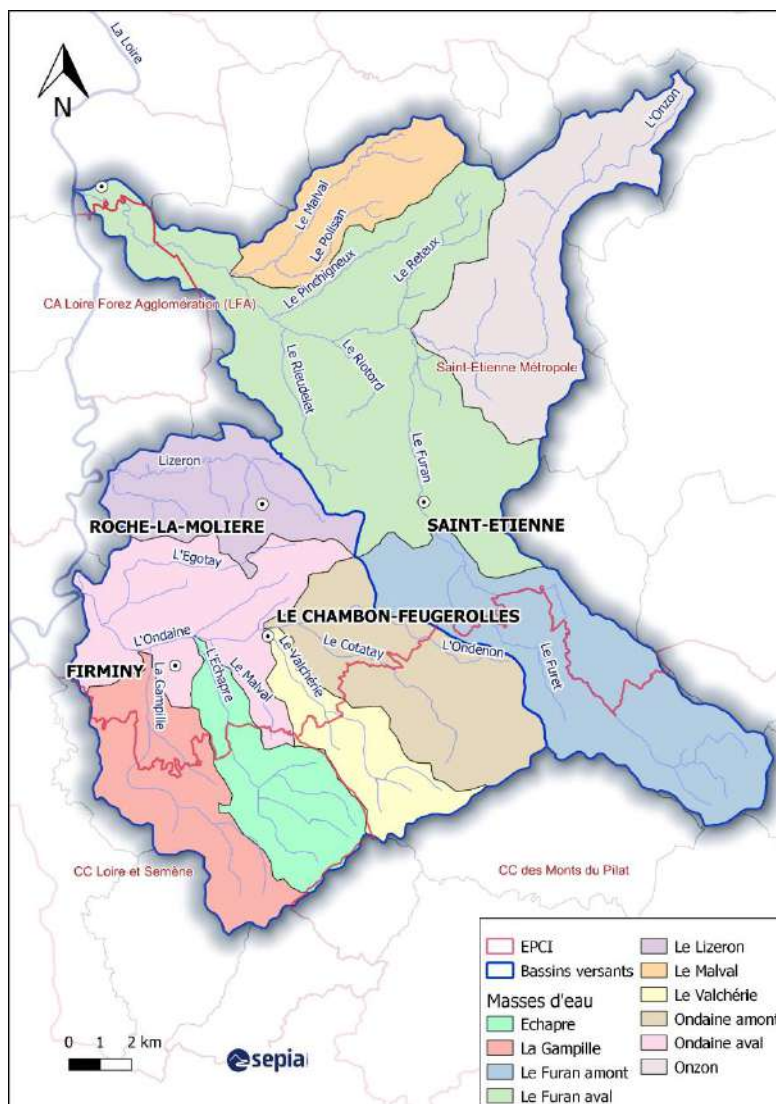 La Loire
N
L'Onzon
Le Malval
Le Polisan
Le Pinchigneux
Le Reteux
CA Loire Forez Agglomération (LFA)
Le Riotord
Le Rieudelet
Saint-Etienne Métropole
Le Furan
Lizeron
ROCHE-LA-MOLIERE
SAINT-ETIENNE
L'Egotay
LE CHAMBON-FEUGEROLLES
L'Ondaine
Le Valchérie
Le Cotatay
L'Ondenon
FIRMINY
La Gampille
L'Echapre
Le Malval
Le Furet
CC Loire et Semène
CC des Monts du Pilat
EPCI
Bassins versants
Masses d'eau
Echapre
La Gampille
Le Furan amont
Le Furan aval
Le Lizeron
Le Malval
Le Valchérie
Ondaine amont
Ondaine aval
Onzon
0 1 2 km
sepia